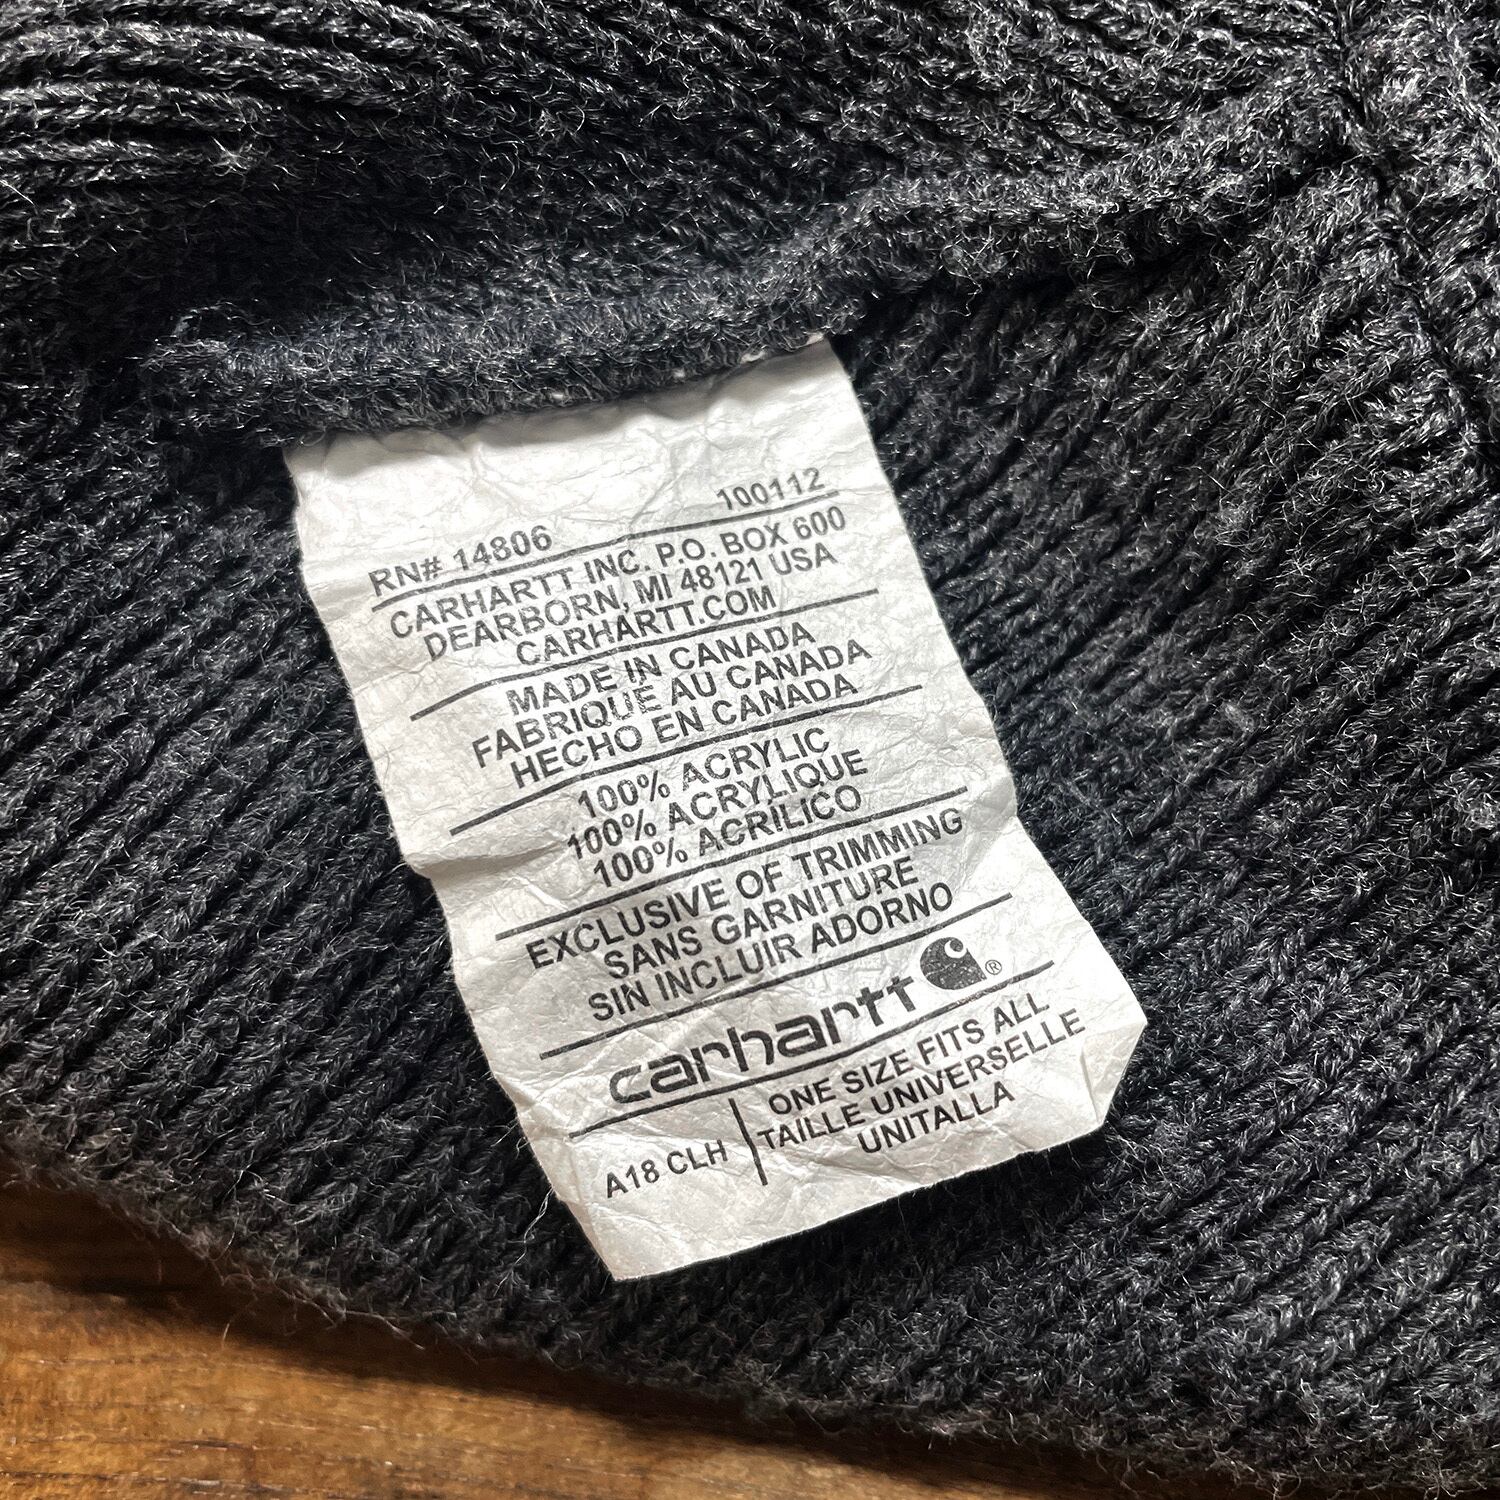 RN# 14806 100112
CARHARTT INC. P.O. BOX 600
DEARBORN, MI 48121 USA
CARHARTT.COM
MADE IN CANADA
FABRIQUE AU CANADA
HECHO EN CANADA
100% ACRYLIC
100% ACRYLIQUE
100% ACRILICO
EXCLUSIVE OF TRIMMING
SANS GARNITURE
SIN INCLUIR ADORNO
carhartt ®
A18 CLH
ONE SIZE FITS ALL
TAILLE UNIVERSELLE
UNITALLA